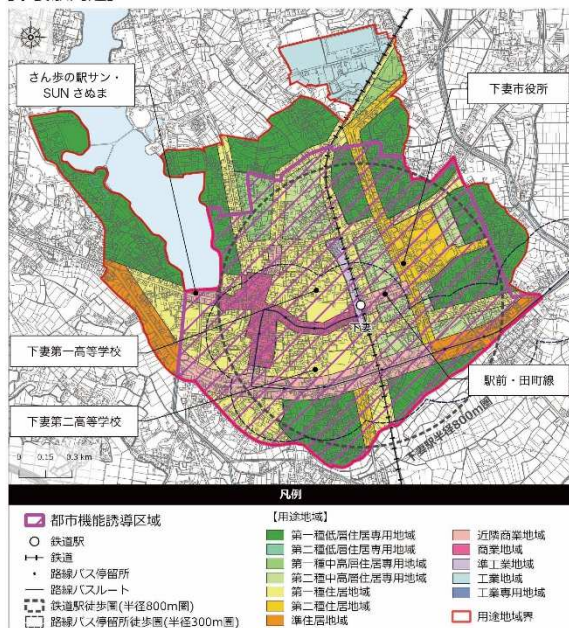 さん歩の駅サン・
SUN さぬま
下妻市役所
下妻
下妻第一高等学校
下妻第二高等学校
駅前・田町線
下妻駅半径800m圏
0 0.15 0.3 km
凡例
都市機能誘導区域
鉄道駅
鉄道
路線バス停留所
路線バスルート
鉄道駅徒歩圏(半径800m圏)
路線バス停留所徒歩圏(半径300m圏)
【用途地域】
第一種低層住居専用地域
第二種低層住居専用地域
第一種中高層住居専用地域
第二種中高層住居専用地域
第一種住居地域
第二種住居地域
準住居地域
近隣商業地域
商業地域
準工業地域
工業地域
工業専用地域
用途地域界